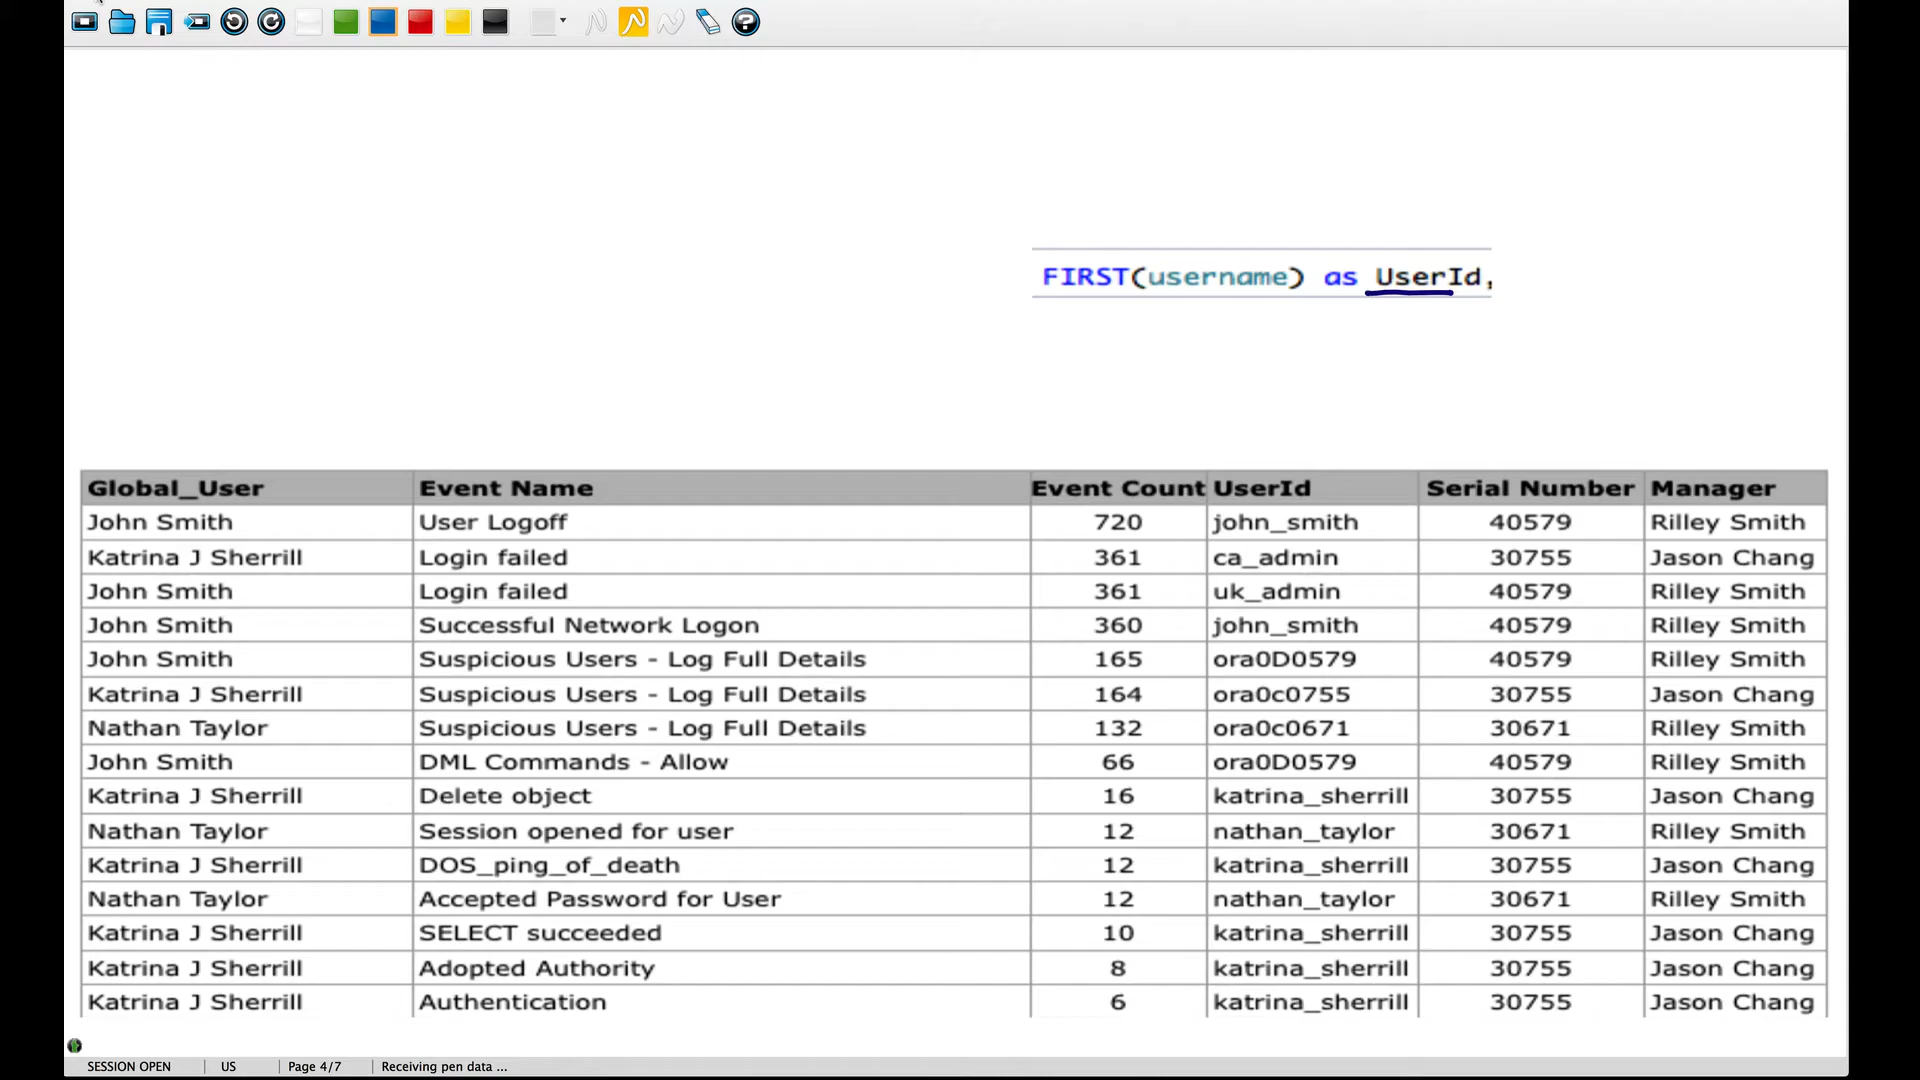 FIRST(username) as UserId,
Global_User Event Name Event Count UserId Serial Number Manager
John Smith User Logoff 720 john_smith 40579 Rilley Smith
Katrina J Sherrill Login failed 361 ca_admin 30755 Jason Chang
John Smith Login failed 361 uk_admin 40579 Rilley Smith
John Smith Successful Network Logon 360 john_smith 40579 Rilley Smith
John Smith Suspicious Users - Log Full Details 165 ora0D0579 40579 Rilley Smith
Katrina J Sherrill Suspicious Users - Log Full Details 164 ora0c0755 30755 Jason Chang
Nathan Taylor Suspicious Users - Log Full Details 132 ora0c0671 30671 Rilley Smith
John Smith DML Commands - Allow 66 ora0D0579 40579 Rilley Smith
Katrina J Sherrill Delete object 16 katrina_sherrill 30755 Jason Chang
Nathan Taylor Session opened for user 12 nathan_taylor 30671 Rilley Smith
Katrina J Sherrill DOS_ping_of_death 12 katrina_sherrill 30755 Jason Chang
Nathan Taylor Accepted Password for User 12 nathan_taylor 30671 Rilley Smith
Katrina J Sherrill SELECT succeeded 10 katrina_sherrill 30755 Jason Chang
Katrina J Sherrill Adopted Authority 8 katrina_sherrill 30755 Jason Chang
Katrina J Sherrill Authentication 6 katrina_sherrill 30755 Jason Chang
SESSION OPEN US Page 4/7 Receiving pen data ...